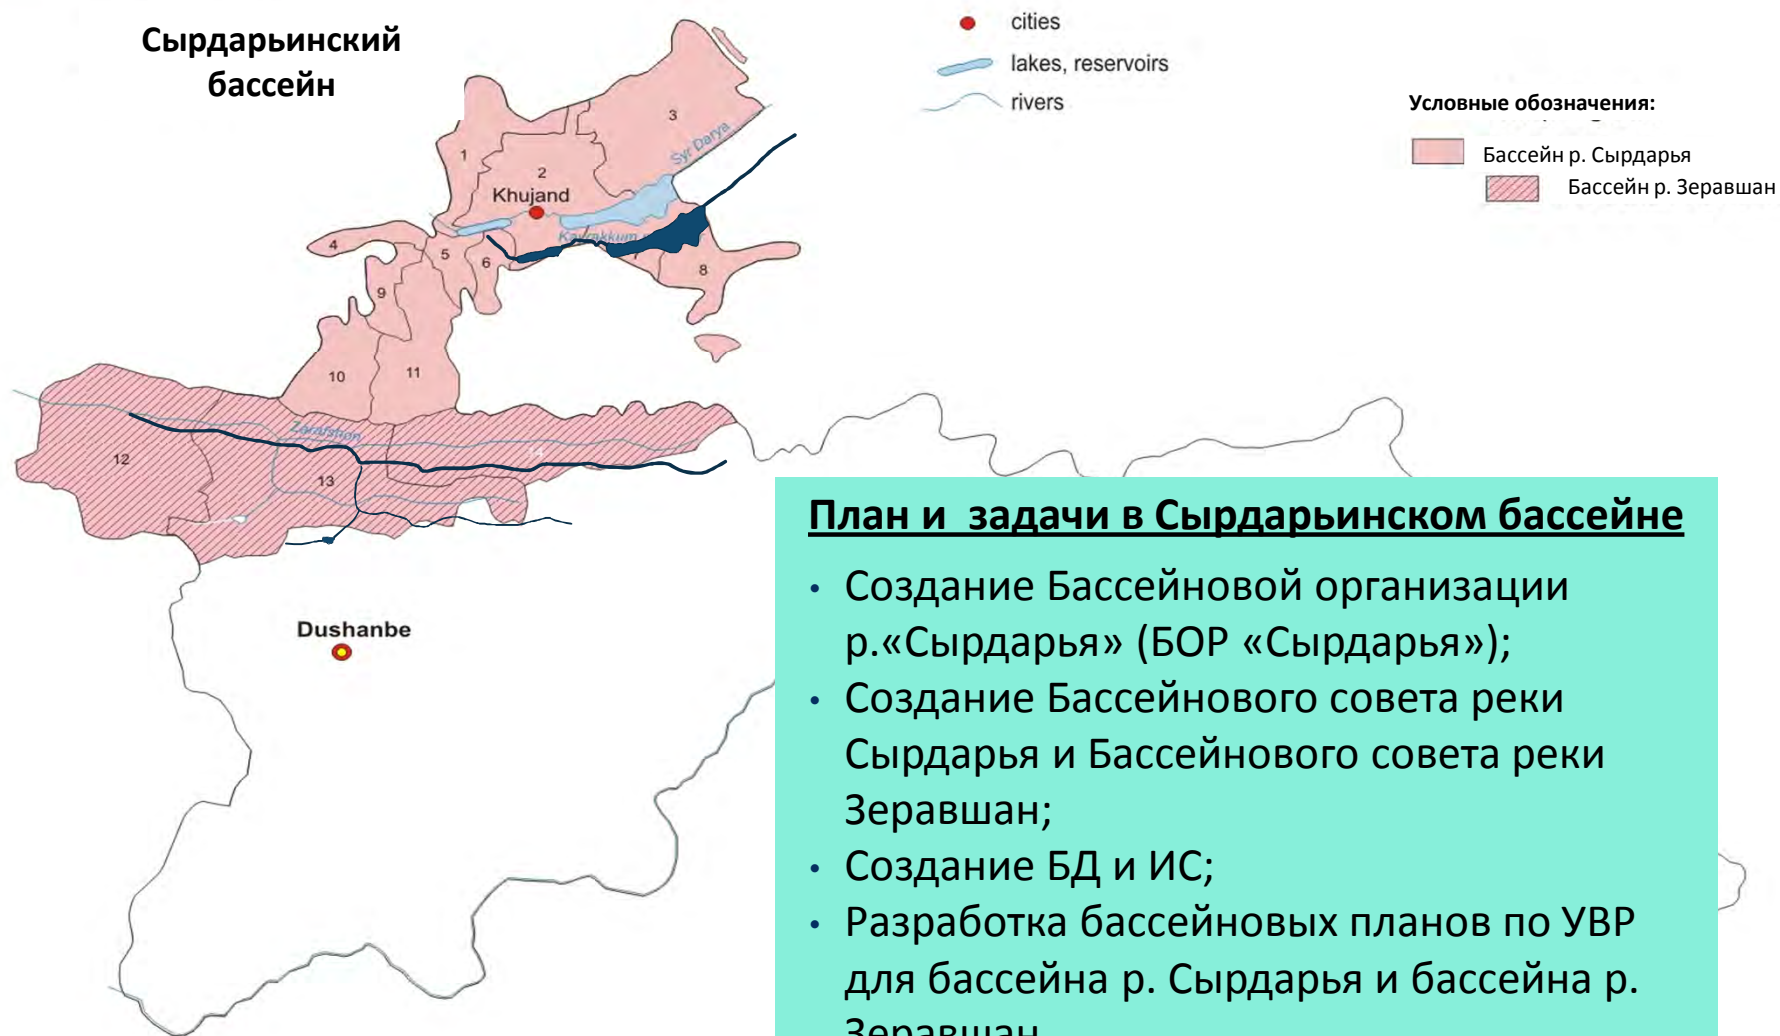 Сырдарьинский
бассейн
cities
lakes, reservoirs
rivers
Условные обозначения:
Бассейн р. Сырдарья
Бассейн р. Зеравшан
3
Syr Darya
1
2
Khujand
4
5
6
8
9
10
11
Zarafshon
12
13
14
Dushanbe
План и задачи в Сырдарьинском бассейне
• Создание Бассейновой организации
р.«Сырдарья» (БОР «Сырдарья»);
• Создание Бассейнового совета реки
Сырдарья и Бассейнового совета реки
Зеравшан;
• Создание БД и ИС;
• Разработка бассейновых планов по УВР
для бассейна р. Сырдарья и бассейна р.
Зеравшан